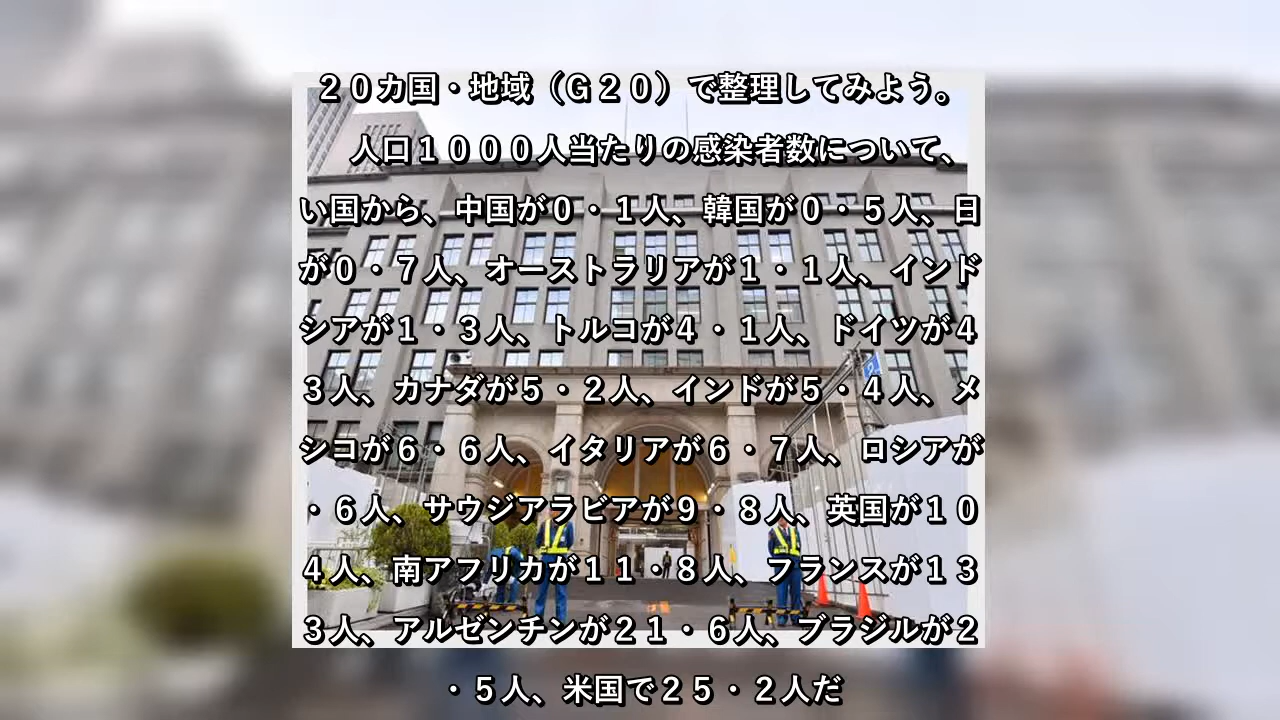 ２０カ国・地域（Ｇ２０）で整理してみよう。
人口１０００人当たりの感染者数について、
い国から、中国が０・１人、韓国が０・５人、日
が０・７人、オーストラリアが１・１人、インド
シアが１・３人、トルコが４・１人、ドイツが４
３人、カナダが５・２人、インドが５・４人、メ
シコが６・６人、イタリアが６・７人、ロシアが
・６人、サウジアラビアが９・８人、英国が１０
４人、南アフリカが１１・８人、フランスが１３
３人、アルゼンチンが２１・６人、ブラジルが２
・５人、米国で２５・２人だ